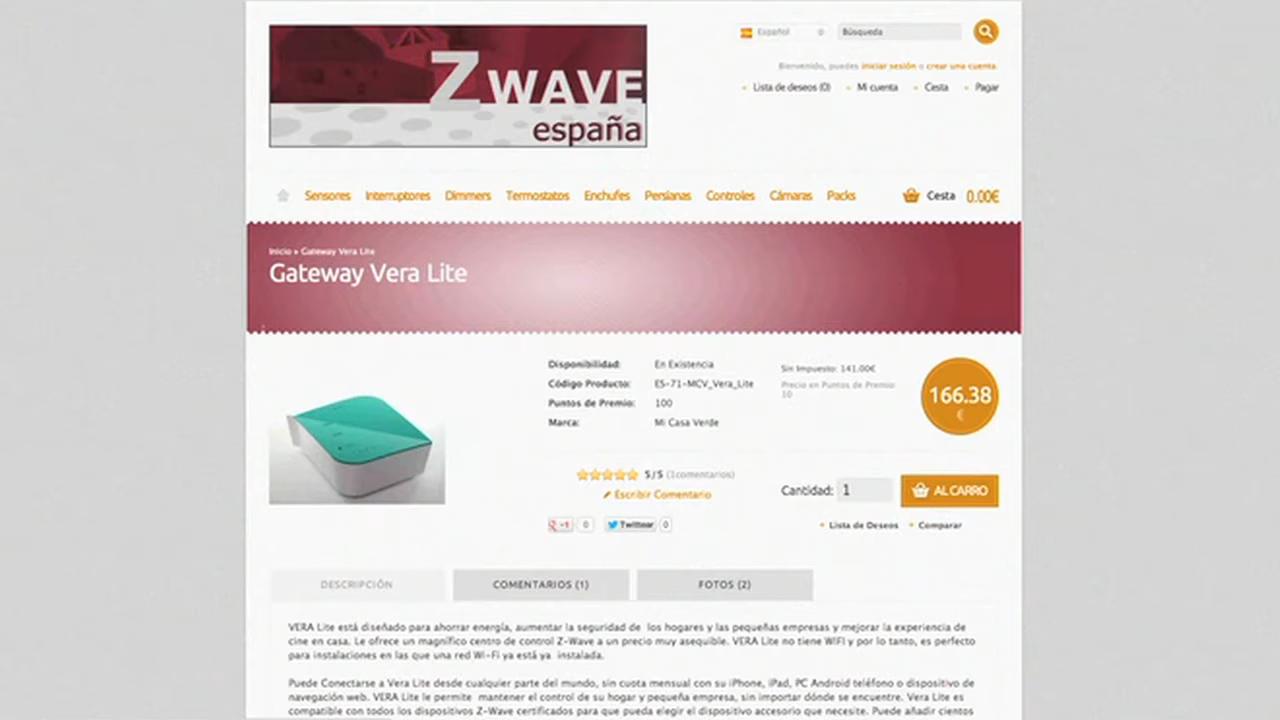 Z WAVE
españa
Español
Búsqueda
Bienvenido, puedes iniciar sesión o crear una cuenta.
Lista de deseos (0)
Mi cuenta
Cesta
Pagar
Sensores
Interruptores
Dimmers
Termostatos
Enchufes
Persianas
Controles
Cámaras
Packs
Cesta
0.00€
Inicio » Gateway Vera Lite
Gateway Vera Lite
Disponibilidad: En Existencia
Código Producto: ES-71-MCV_Vera_Lite
Puntos de Premio: 100
Marca: Mi Casa Verde
Sin Impuesto: 141.00€
Precio en Puntos de Premio:
10
166.38
€
5/5 (1comentarios)
Escribir Comentario
+1 0
Twittear 0
Cantidad: 1
AL CARRO
Lista de Deseos
Comparar
DESCRIPCIÓN
COMENTARIOS (1)
FOTOS (2)
VERA Lite está diseñado para ahorrar energía, aumentar la seguridad de los hogares y las pequeñas empresas y mejorar la experiencia de
cine en casa. Le ofrece un magnífico centro de control Z-Wave a un precio muy asequible. VERA Lite no tiene WIFI y por lo tanto, es perfecto
para instalaciones en las que una red Wi-Fi ya está ya instalada.
Puede Conectarse a Vera Lite desde cualquier parte del mundo, sin cuota mensual con su iPhone, iPad, PC Android teléfono o dispositivo de
navegación web. VERA Lite le permite mantener el control de su hogar y pequeña empresa, sin importar dónde se encuentre. Vera Lite es
compatible con todos los dispositivos Z-Wave certificados para que pueda elegir el dispositivo accesorio que necesite. Puede añadir cientos